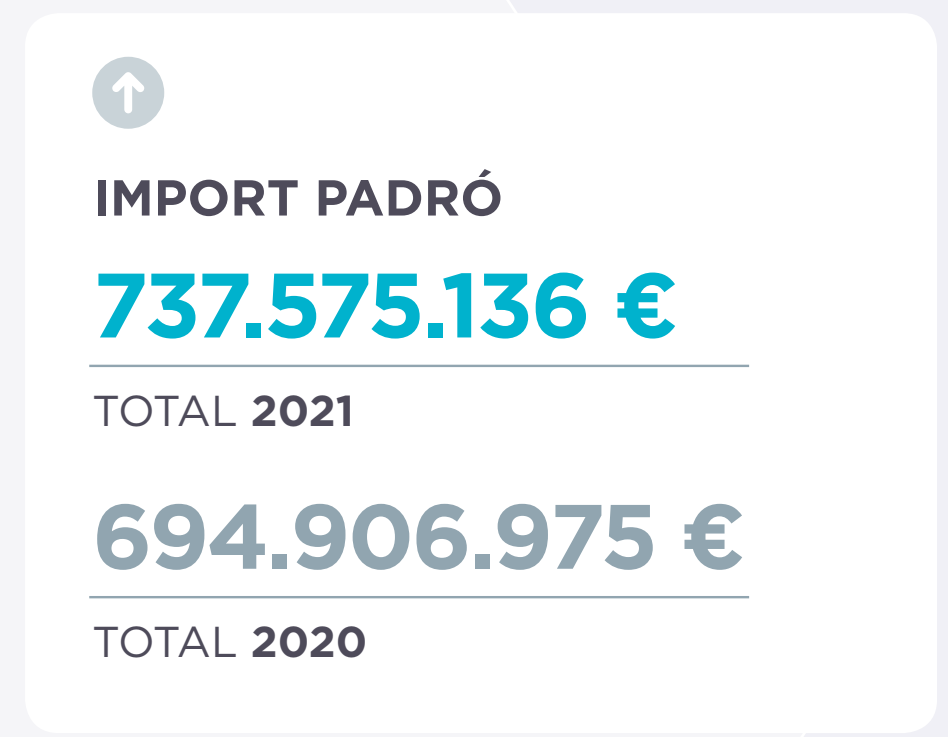 IMPORT PADRÓ
737.575.136 €
TOTAL 2021
694.906.975 €
TOTAL 2020